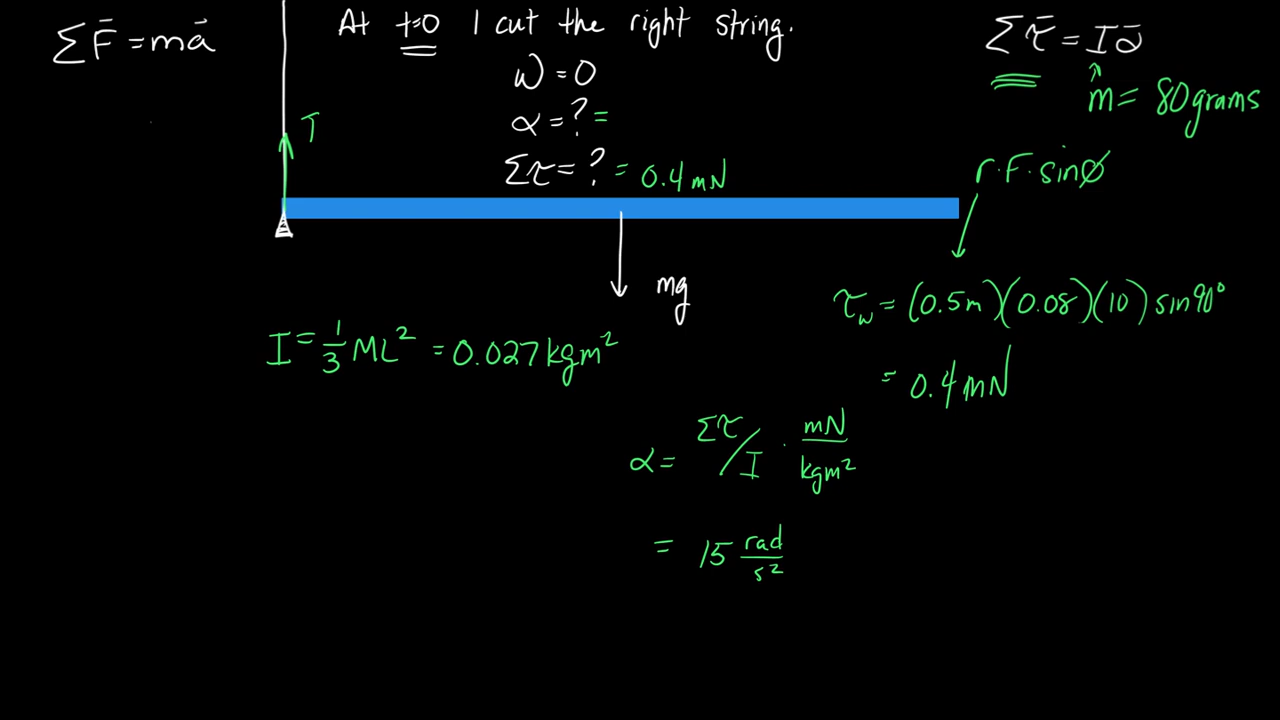 ΣF⃗ = ma⃗
At t=0 I cut the right string.
ω = 0
α = ? =
Στ = ? = 0.4 mN
Στ⃗ = Iα⃗
m = 80 grams
r·F·sinø
T
mg
τw = (0.5m)(0.08)(10) sin90°
= 0.4 mN
I = 1/3 ML² = 0.027 kgm²
α = Στ/I · mN/kgm²
= 15 rad/s²